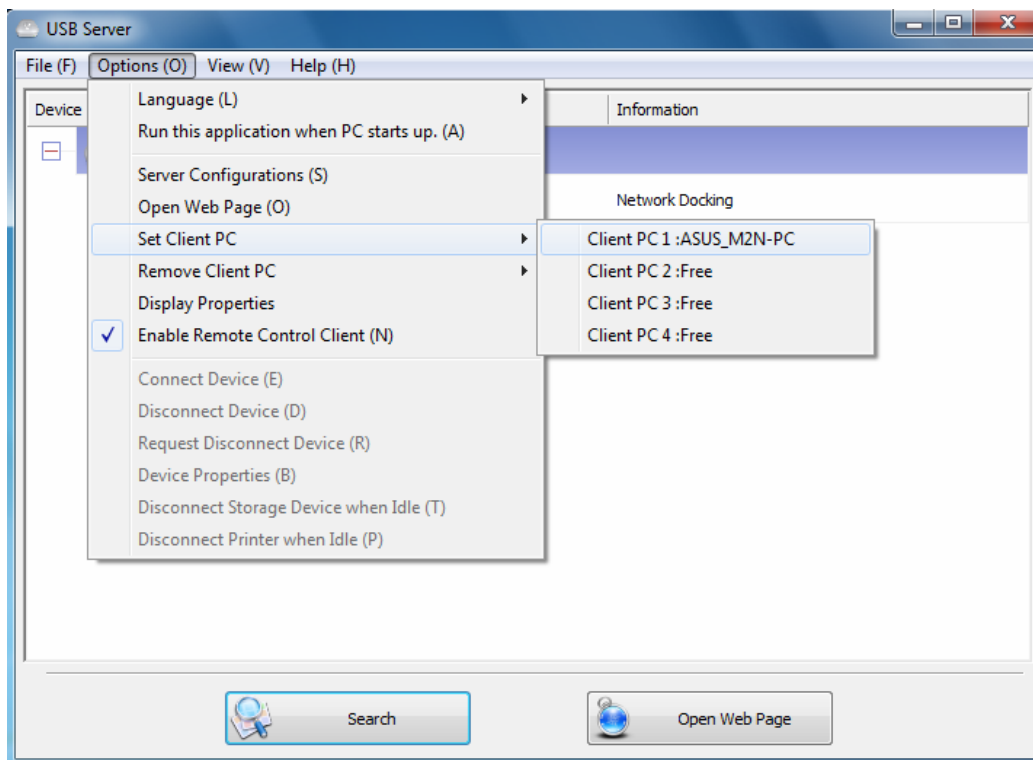 USB Server
File (F) Options (O) View (V) Help (H)
Device
Information
Network Docking
Language (L)
Run this application when PC starts up. (A)
Server Configurations (S)
Open Web Page (O)
Set Client PC
Remove Client PC
Display Properties
Enable Remote Control Client (N)
Connect Device (E)
Disconnect Device (D)
Request Disconnect Device (R)
Device Properties (B)
Disconnect Storage Device when Idle (T)
Disconnect Printer when Idle (P)
Client PC 1 :ASUS_M2N-PC
Client PC 2 :Free
Client PC 3 :Free
Client PC 4 :Free
Search
Open Web Page